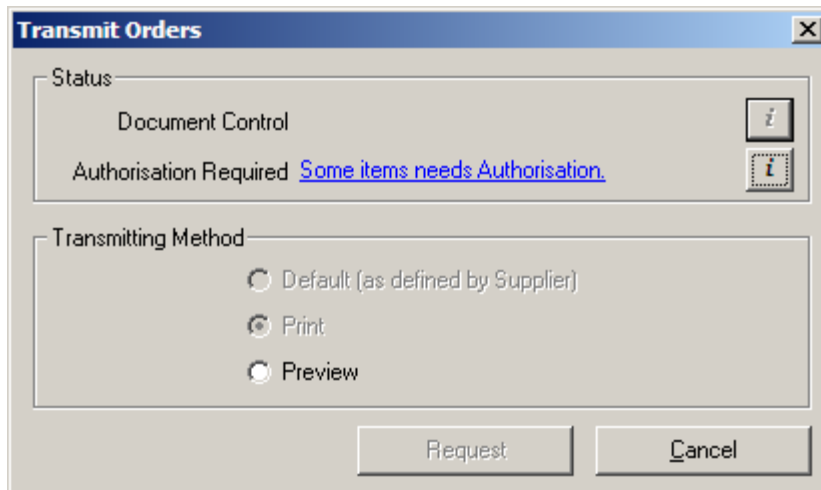 Transmit Orders
Status
Document Control i
Authorisation Required Some items needs Authorisation. i
Transmitting Method
Default (as defined by Supplier)
Print
Preview
Request Cancel